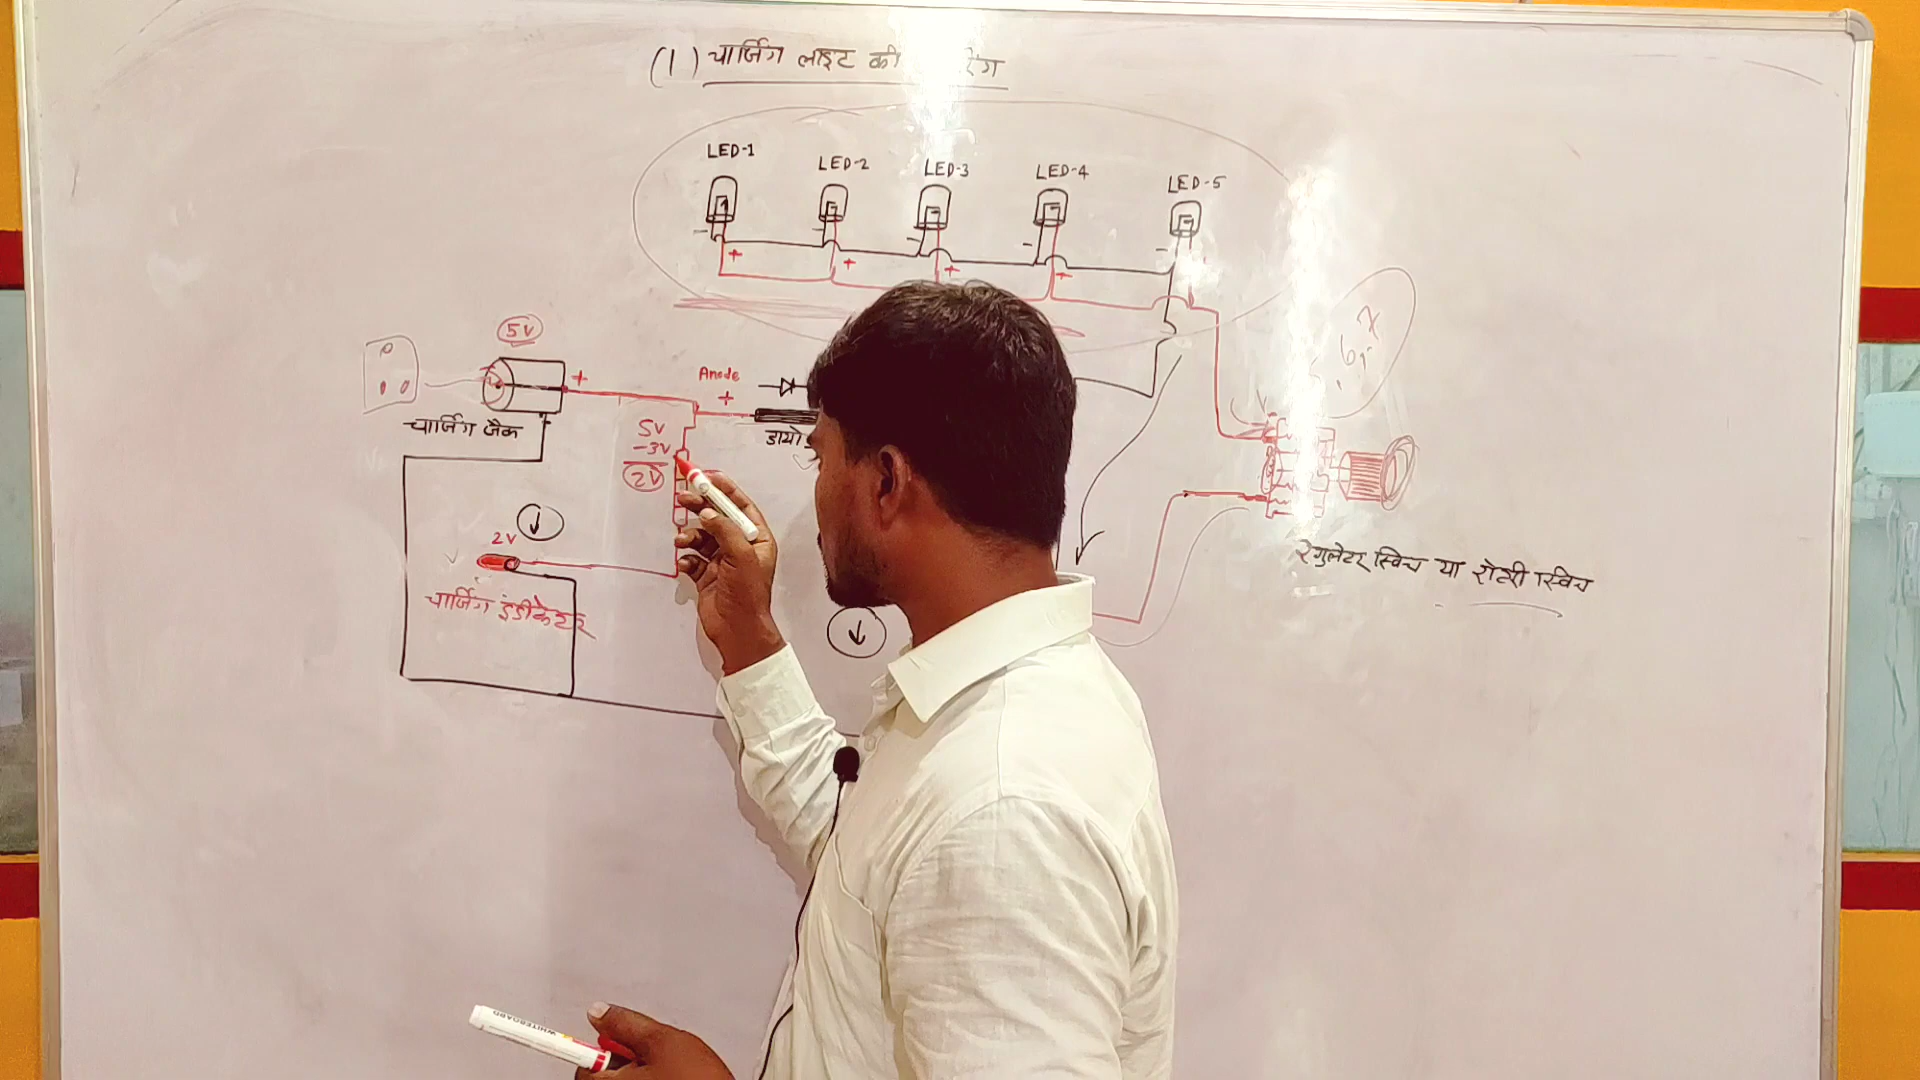 (1) चार्जिंग लाइट की
LED-1
LED-2
LED-3
LED-4
LED-5
- - - - -
+ + + +
5V
+
चार्जिंग जैक
Anode
+
डायो
5V
-3V
2V
2V
चार्जिंग इंडीकेटर
रेगुलेटर स्विच या रोटरी स्विच
WHITEBOARD